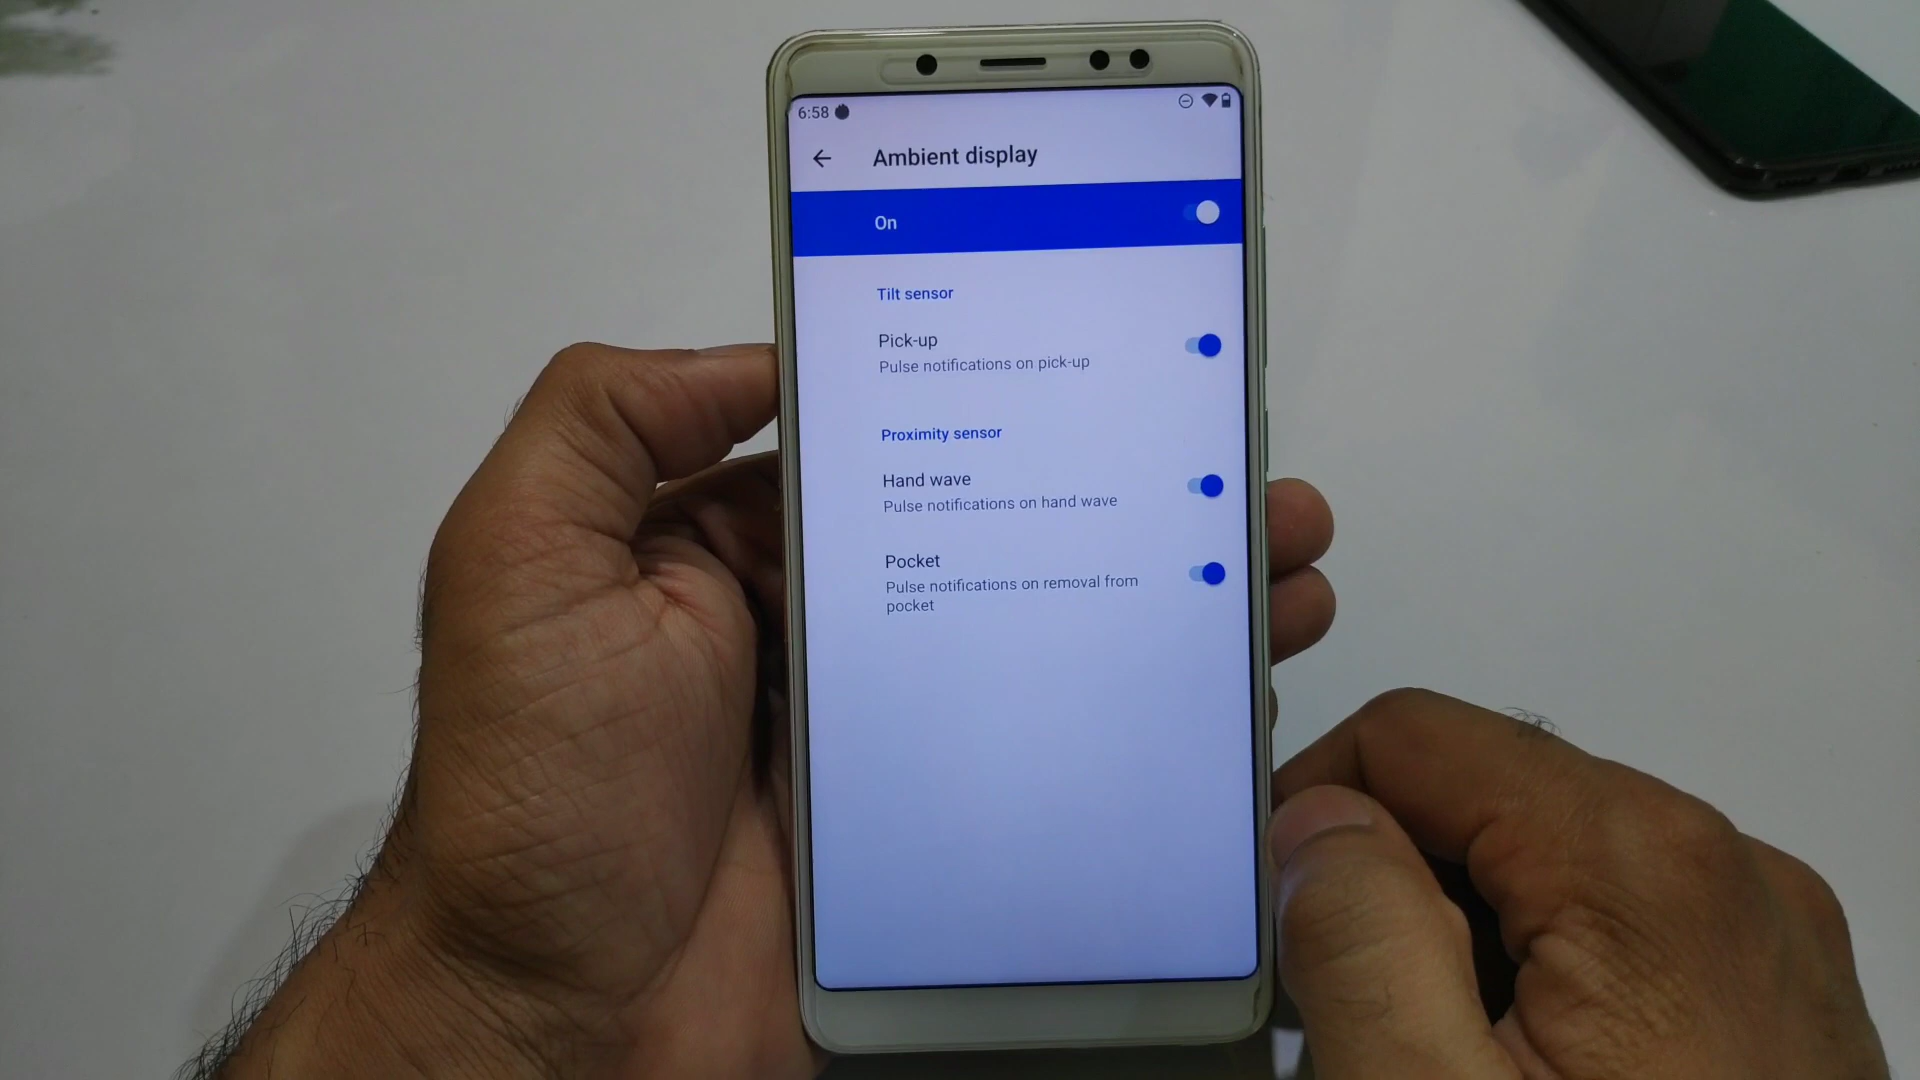 6:58
Ambient display
On
Tilt sensor
Pick-up
Pulse notifications on pick-up
Proximity sensor
Hand wave
Pulse notifications on hand wave
Pocket
Pulse notifications on removal from
pocket